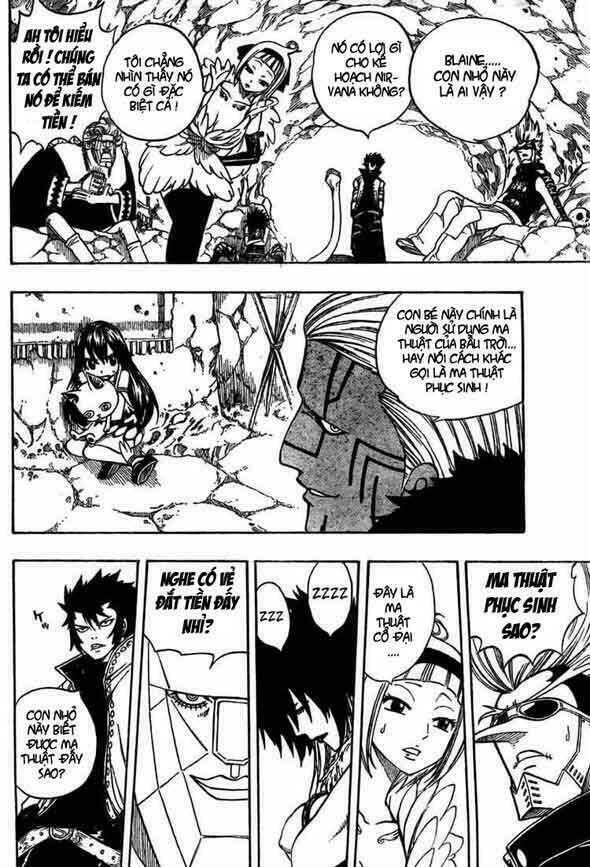 BLAINE.....
CON NHỎ NÀY
LÀ AI VẬY ?
NÓ CÓ LỢI GÌ
CHO KẾ
HOẠCH NIR-
VANA KHÔNG?
TÔI CHẲNG
NHÌN THẤY NÓ
CÓ GÌ ĐẶC
BIỆT CẢ !
AH TÔI HIỂU
RỒI ! CHÚNG
TA CÓ THỂ BÁN
NÓ ĐỂ KIẾM
TIỀN !
CON BÉ NÀY CHÍNH LÀ
NGƯỜI SỬ DỤNG MA
THUẬT CỦA BẦU TRỜI...
HAY NÓI CÁCH KHÁC
GỌI LÀ MA THUẬT
PHỤC SINH !
MA THUẬT
PHỤC SINH
SAO?
ĐÂY LÀ
MA
THUẬT
CỔ ĐẠI
....
ZZZZ
ZZZ
NGHE CÓ VẺ
ĐẮT TIỀN ĐẤY
NHỈ?
CON NHỎ
NÀY BIẾT
ĐƯỢC MA
THUẬT ĐẤY
SAO?